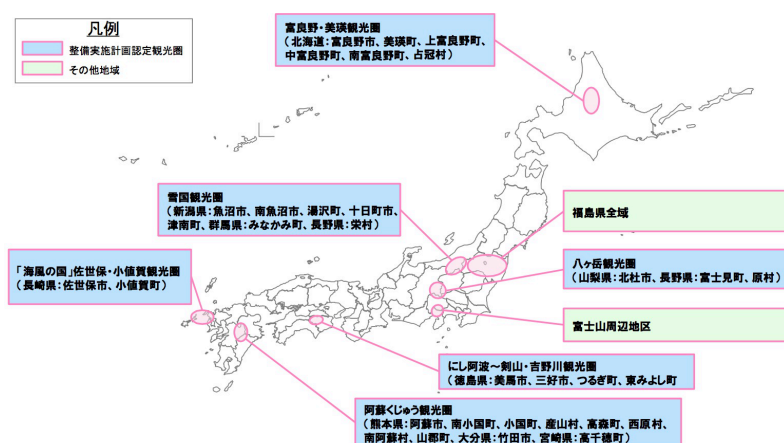 凡例
整備実施計画認定観光圏
その他地域
富良野・美瑛観光圏
（北海道：富良野市、美瑛町、上富良野町、
中富良野町、南富良野町、占冠村）
雪国観光圏
（新潟県：魚沼市、南魚沼市、湯沢町、十日町市、
津南町、群馬県：みなかみ町、長野県：栄村）
福島県全域
「海風の国」佐世保・小値賀観光圏
（長崎県：佐世保市、小値賀町）
八ヶ岳観光圏
（山梨県：北杜市、長野県：富士見町、原村）
富士山周辺地区
にし阿波～剣山・吉野川観光圏
（徳島県：美馬市、三好市、つるぎ町、東みよし町
阿蘇くじゅう観光圏
（熊本県：阿蘇市、南小国町、小国町、産山村、高森町、西原村、
南阿蘇村、山都町、大分県：竹田市、宮崎県：高千穂町）